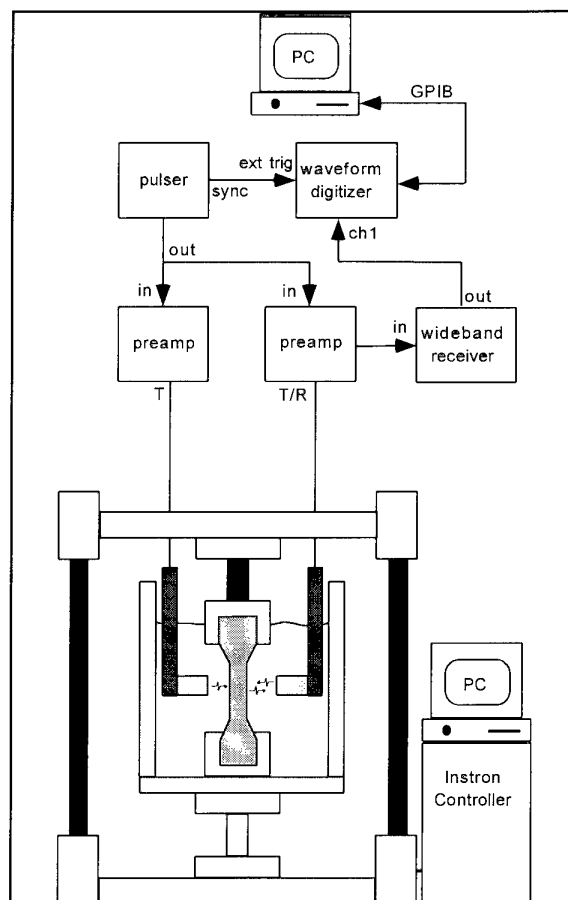 PC
GPIB
pulser
sync
ext trig
waveform
digitizer
ch1
out
out
in
in
in
preamp
preamp
wideband
receiver
T
T/R
PC
Instron
Controller